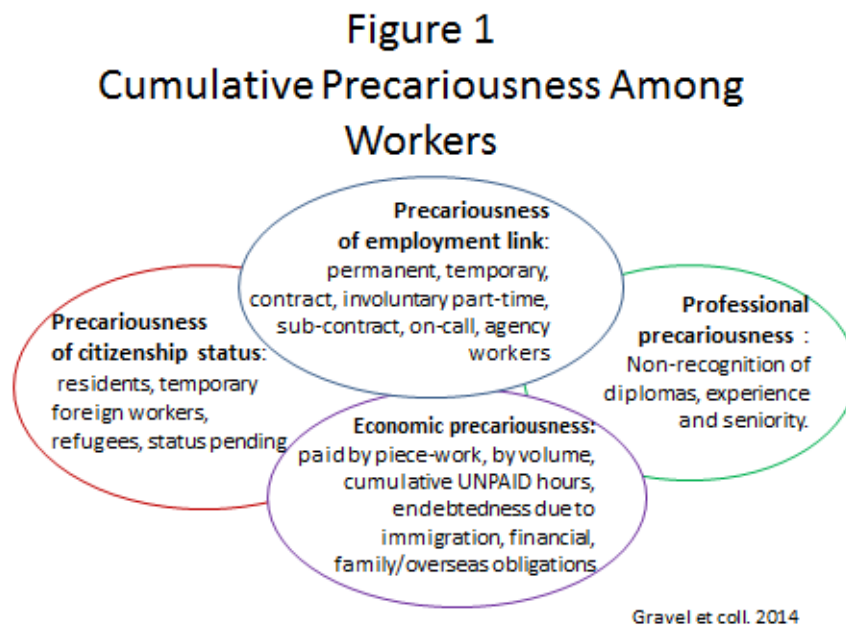 Figure 1
Cumulative Precariousness Among
Workers
Precariousness
of employment link:
permanent, temporary,
contract, involuntary part-time,
sub-contract, on-call, agency
workers
Precariousness
of citizenship status:
residents, temporary
foreign workers,
refugees, status pending
Professional
precariousness :
Non-recognition of
diplomas, experience
and seniority.
Economic precariousness:
paid by piece-work, by volume,
cumulative UNPAID hours,
endebtedness due to
immigration, financial,
family/overseas obligations
Gravel et coll. 2014